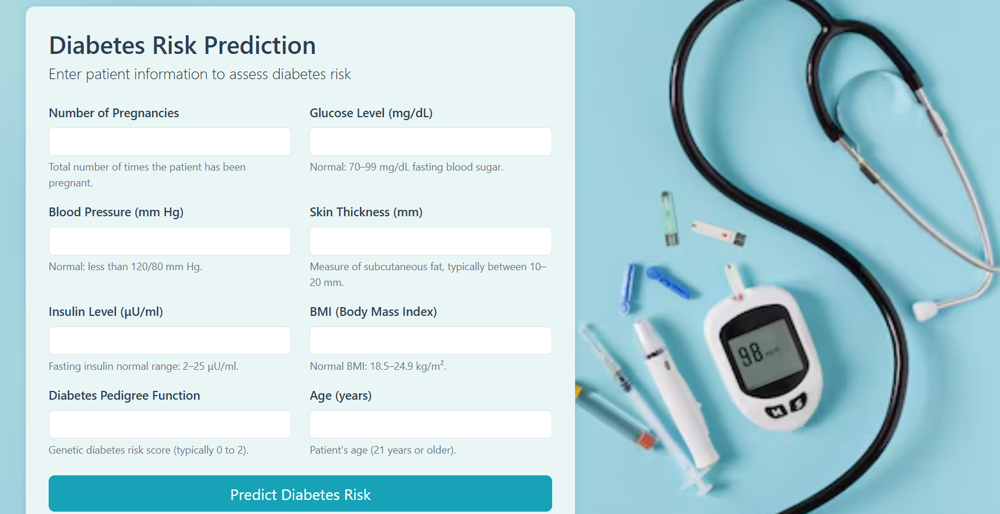 Diabetes Risk Prediction
Enter patient information to assess diabetes risk
Number of Pregnancies
Total number of times the patient has been
pregnant.
Glucose Level (mg/dL)
Normal: 70–99 mg/dL fasting blood sugar.
Blood Pressure (mm Hg)
Normal: less than 120/80 mm Hg.
Skin Thickness (mm)
Measure of subcutaneous fat, typically between 10–
20 mm.
Insulin Level (μU/ml)
Fasting insulin normal range: 2–25 μU/ml.
BMI (Body Mass Index)
Normal BMI: 18.5–24.9 kg/m².
Diabetes Pedigree Function
Genetic diabetes risk score (typically 0 to 2).
Age (years)
Patient's age (21 years or older).
Predict Diabetes Risk
98